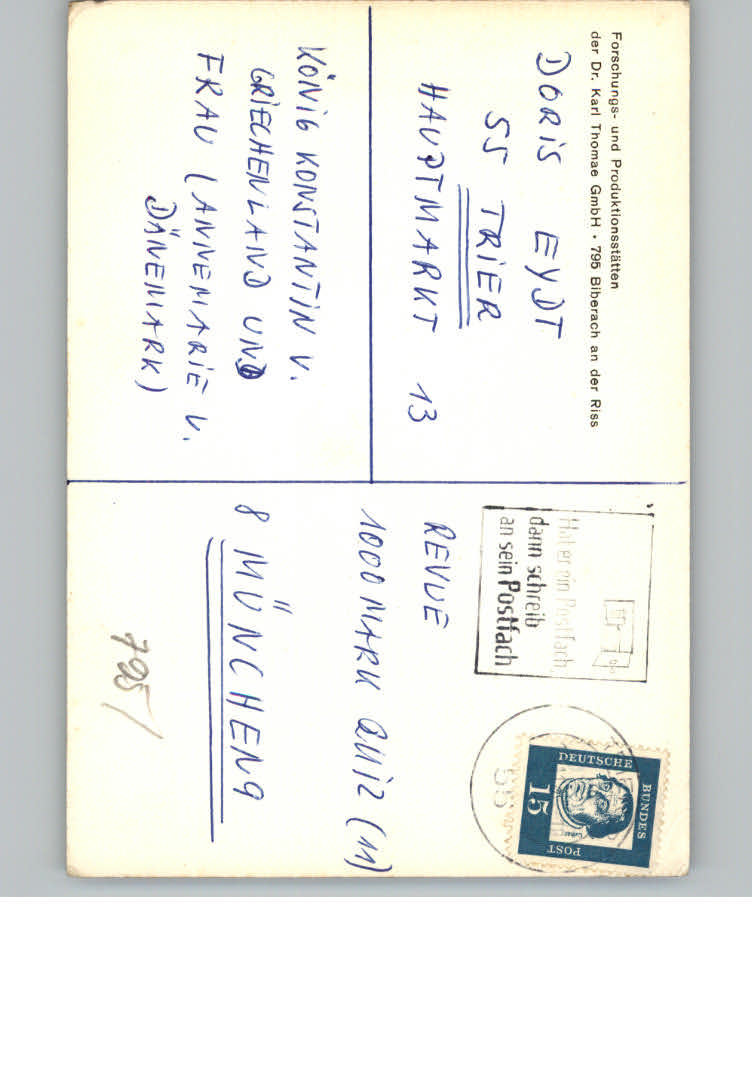 Forschungs- und Produktionsstätten
der Dr. Karl Thomae GmbH • 795 Biberach an der Riss
DORIS EYDT
55 TRIER
HAUPTMARKT 13
KÖNIG KONSTANTIN V.
GRIECHENLAND UND
FRAU (ANNEMARIE V.
DÄNEMARK)
Hat er ein Postfach,
dann schreib
an sein Postfach
DEUTSCHE
BUNDES
POST
15
55
REVUE
1000 MARK QUIZ (11)
8 MÜNCHEN 9
795/